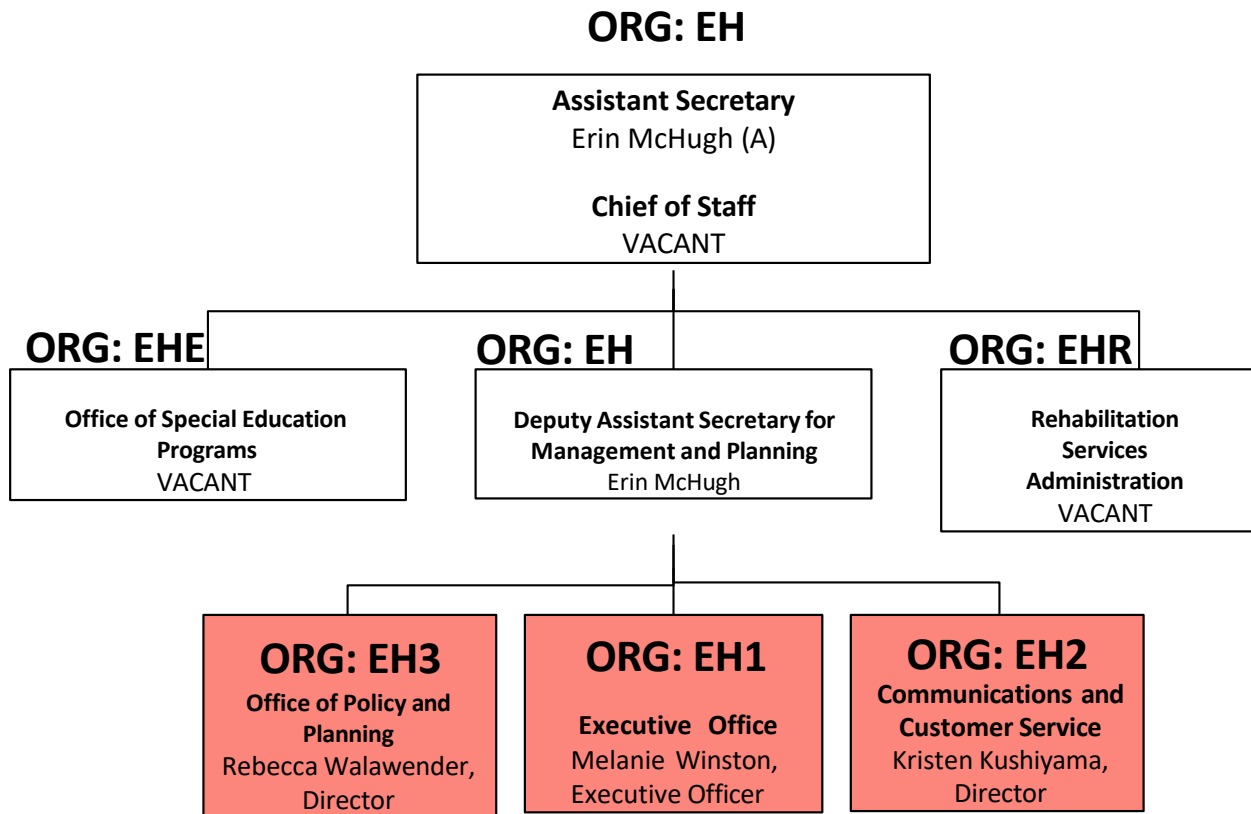 ORG: EH
Assistant Secretary
Erin McHugh (A)
Chief of Staff
VACANT
ORG: EHE
Office of Special Education
Programs
VACANT
ORG: EH
Deputy Assistant Secretary for
Management and Planning
Erin McHugh
ORG: EHR
Rehabilitation
Services
Administration
VACANT
ORG: EH3
Office of Policy and
Planning
Rebecca Walawender,
Director
ORG: EH1
Executive Office
Melanie Winston,
Executive Officer
ORG: EH2
Communications and
Customer Service
Kristen Kushiyama,
Director